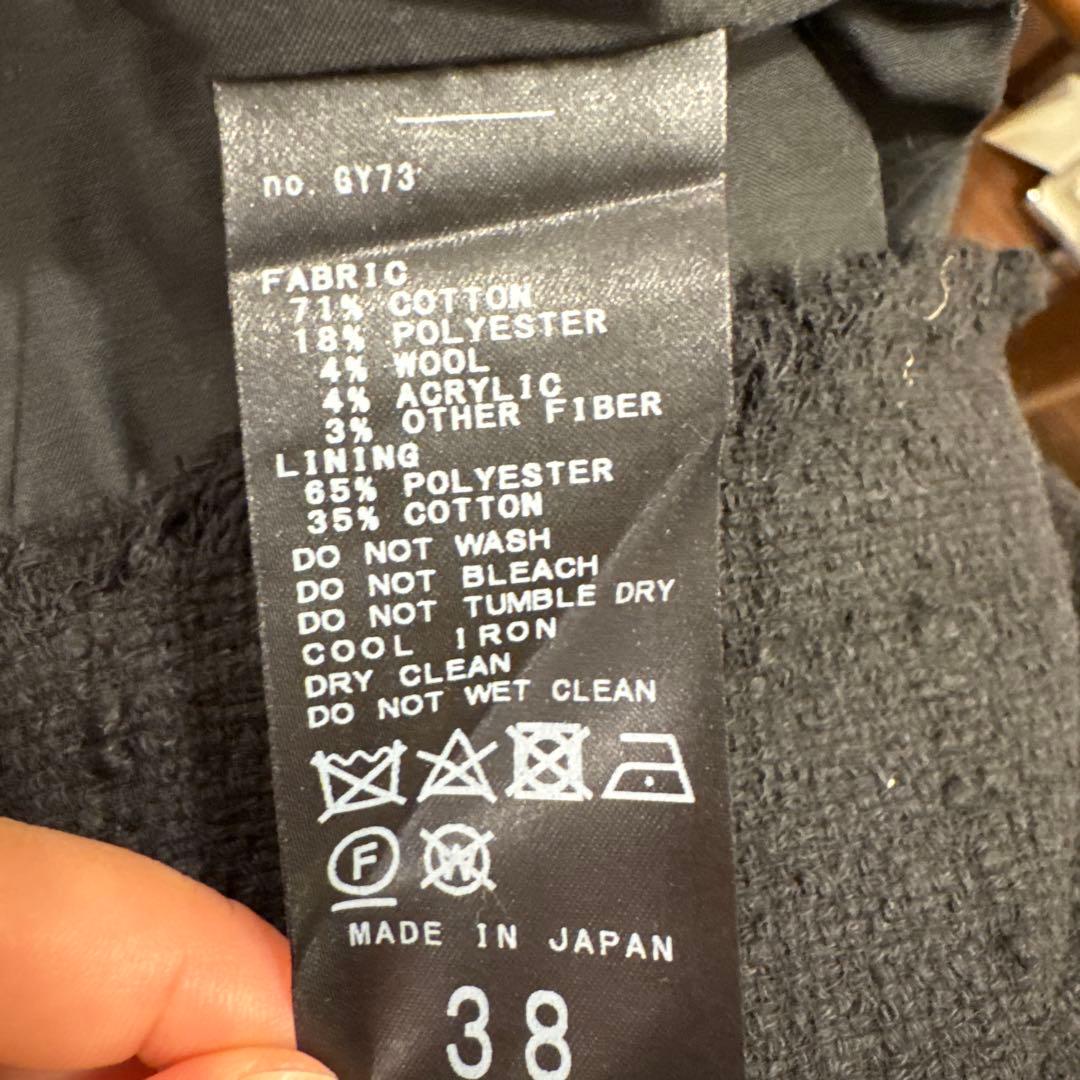 no. GY73
FABRIC
71% COTTON
18% POLYESTER
4% WOOL
4% ACRYLIC
3% OTHER FIBER
LINING
65% POLYESTER
35% COTTON
DO NOT WASH
DO NOT BLEACH
DO NOT TUMBLE DRY
COOL IRON
DRY CLEAN
DO NOT WET CLEAN
F W
MADE IN JAPAN
38